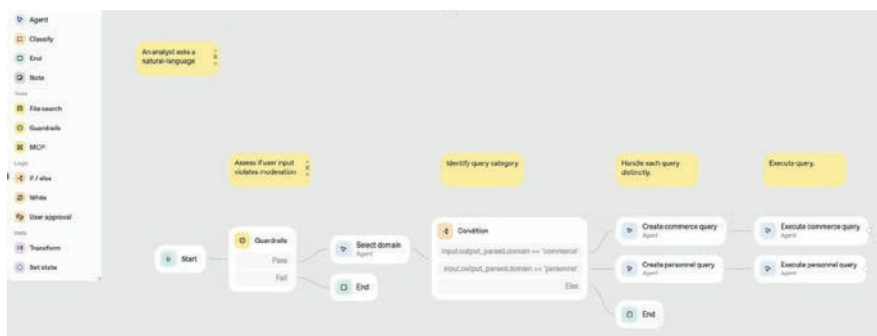 Agent
Classify
End
Note
Tools
File search
Guardrails
MCP
Logic
If / else
While
User approval
Data
Transform
Set state
An analyst asks a
natural-language
Assess if user input
violates moderation
Identify query category
Handle each query
distinctly.
Execute query.
Start
Guardrails
Pass
Fail
Select domain
Agent
End
Condition
input.output_parsed.domain == "commerce"
input.output_parsed.domain == "personnel"
Else
Create commerce query
Agent
Execute commerce query
Agent
Create personnel query
Agent
Execute personnel query
Agent
End